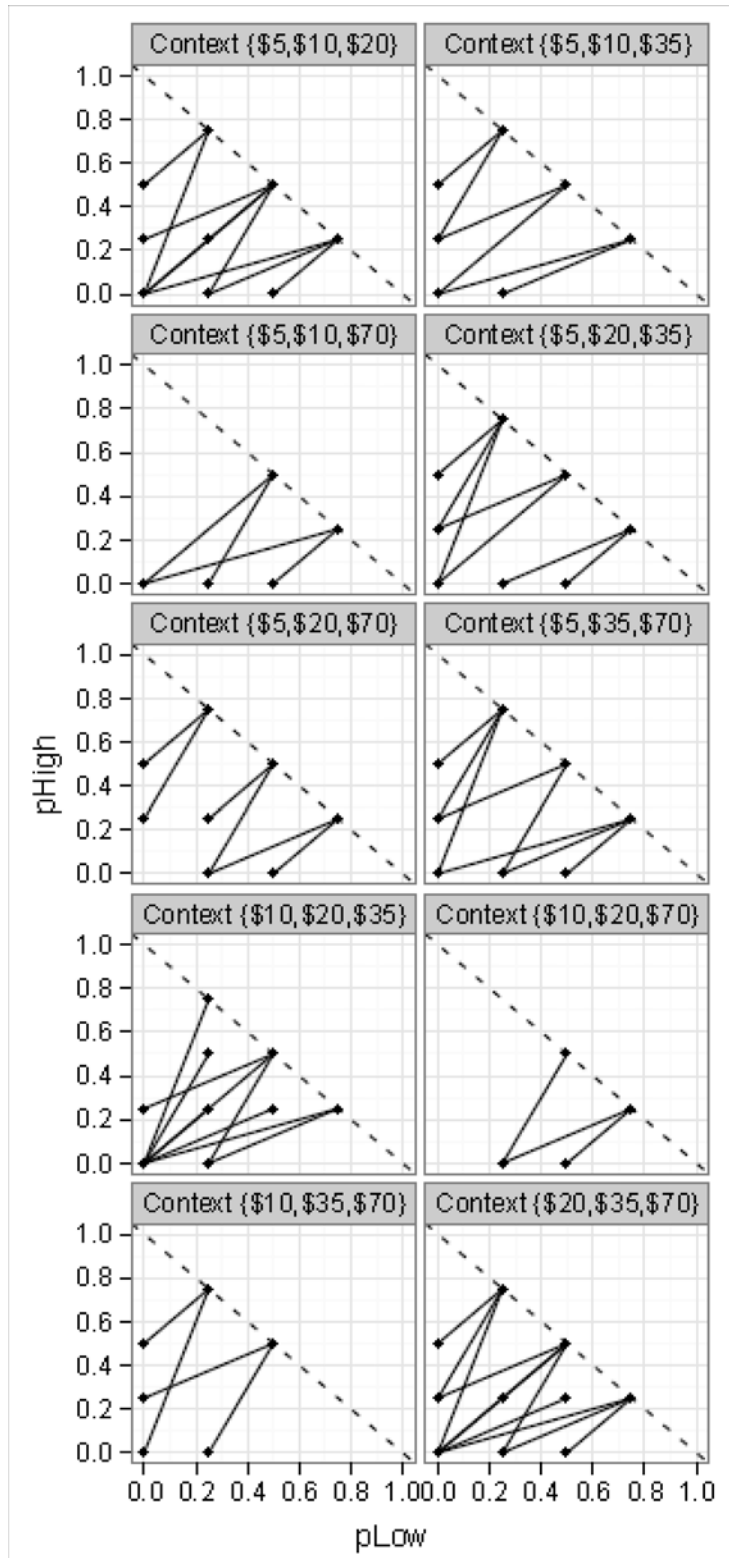 Context {$5,$10,$20}
Context {$5,$10,$35}
1.0
0.8
0.6
0.4
0.2
0.0
Context {$5,$10,$70}
Context {$5,$20,$35}
1.0
0.8
0.6
0.4
0.2
0.0
Context {$5,$20,$70}
Context {$5,$35,$70}
1.0
0.8
0.6
0.4
0.2
0.0
pHigh
Context {$10,$20,$35}
Context {$10,$20,$70}
1.0
0.8
0.6
0.4
0.2
0.0
Context {$10,$35,$70}
Context {$20,$35,$70}
1.0
0.8
0.6
0.4
0.2
0.0
0.0 0.2 0.4 0.6 0.8 1.0 0.0 0.2 0.4 0.6 0.8 1.0
pLow